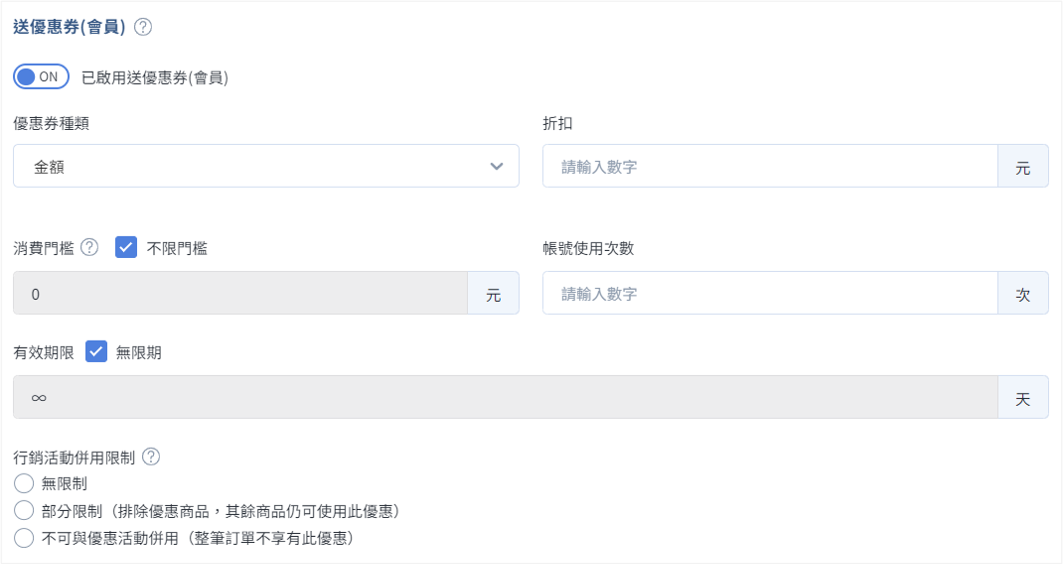 送優惠券(會員) ?
ON 已啟用送優惠券(會員)
優惠券種類
金額
折扣
請輸入數字 元
消費門檻 ? 不限門檻
0 元
帳號使用次數
請輸入數字 次
有效期限 無限期
∞ 天
行銷活動併用限制 ?
無限制
部分限制（排除優惠商品，其餘商品仍可使用此優惠）
不可與優惠活動併用（整筆訂單不享有此優惠）